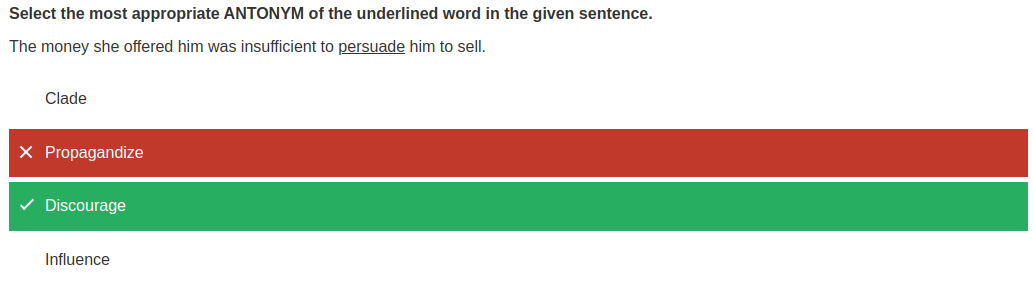 Select the most appropriate ANTONYM of the underlined word in the given sentence.
The money she offered him was insufficient to persuade him to sell.
Clade
Propagandize
Discourage
Influence